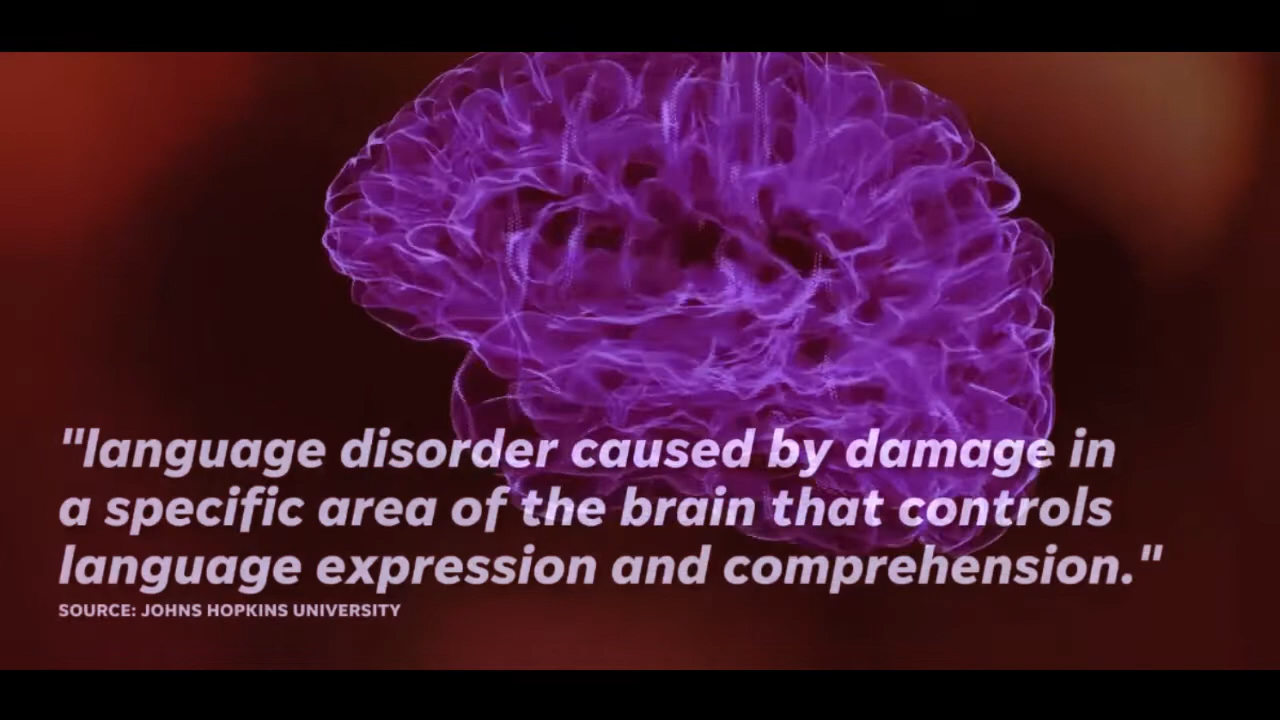 "language disorder caused by damage in
a specific area of the brain that controls
language expression and comprehension."
SOURCE: JOHNS HOPKINS UNIVERSITY